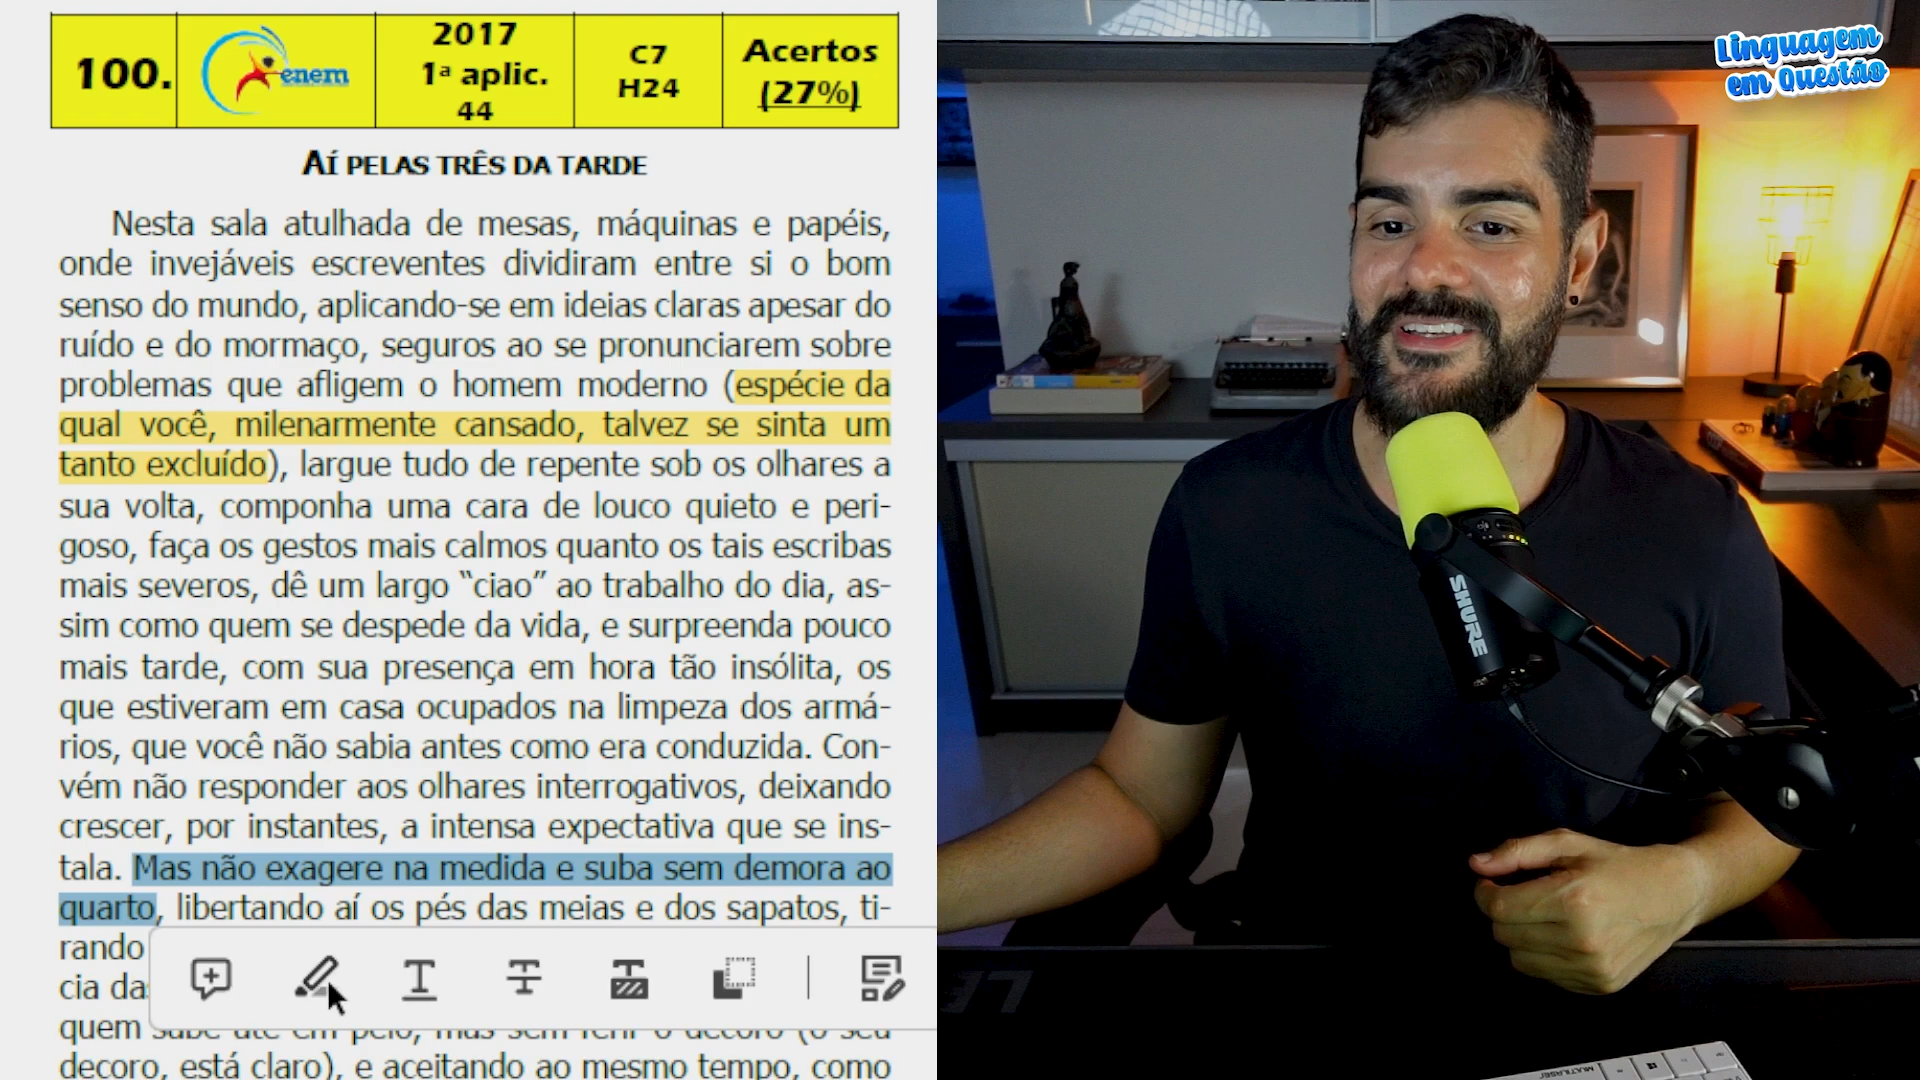 100.
enem
2017
1ª aplic.
44
C7
H24
Acertos
(27%)
AÍ PELAS TRÊS DA TARDE
Nesta sala atulhada de mesas, máquinas e papéis,
onde invejáveis escreventes dividiram entre si o bom
senso do mundo, aplicando-se em ideias claras apesar do
ruído e do mormaço, seguros ao se pronunciarem sobre
problemas que afligem o homem moderno (espécie da
qual você, milenarmente cansado, talvez se sinta um
tanto excluído), largue tudo de repente sob os olhares a
sua volta, componha uma cara de louco quieto e peri-
goso, faça os gestos mais calmos quanto os tais escribas
mais severos, dê um largo “ciao” ao trabalho do dia, as-
sim como quem se despede da vida, e surpreenda pouco
mais tarde, com sua presença em hora tão insólita, os
que estiveram em casa ocupados na limpeza dos armá-
rios, que você não sabia antes como era conduzida. Con-
vém não responder aos olhares interrogativos, deixando
crescer, por instantes, a intensa expectativa que se ins-
tala. Mas não exagere na medida e suba sem demora ao
quarto, libertando aí os pés das meias e dos sapatos, ti-
rando
cia da
quem sabe até em pelo, mas sem ferir o decoro (o seu
decoro, está claro), e aceitando ao mesmo tempo, como
Linguagem
em Questão
SHURE